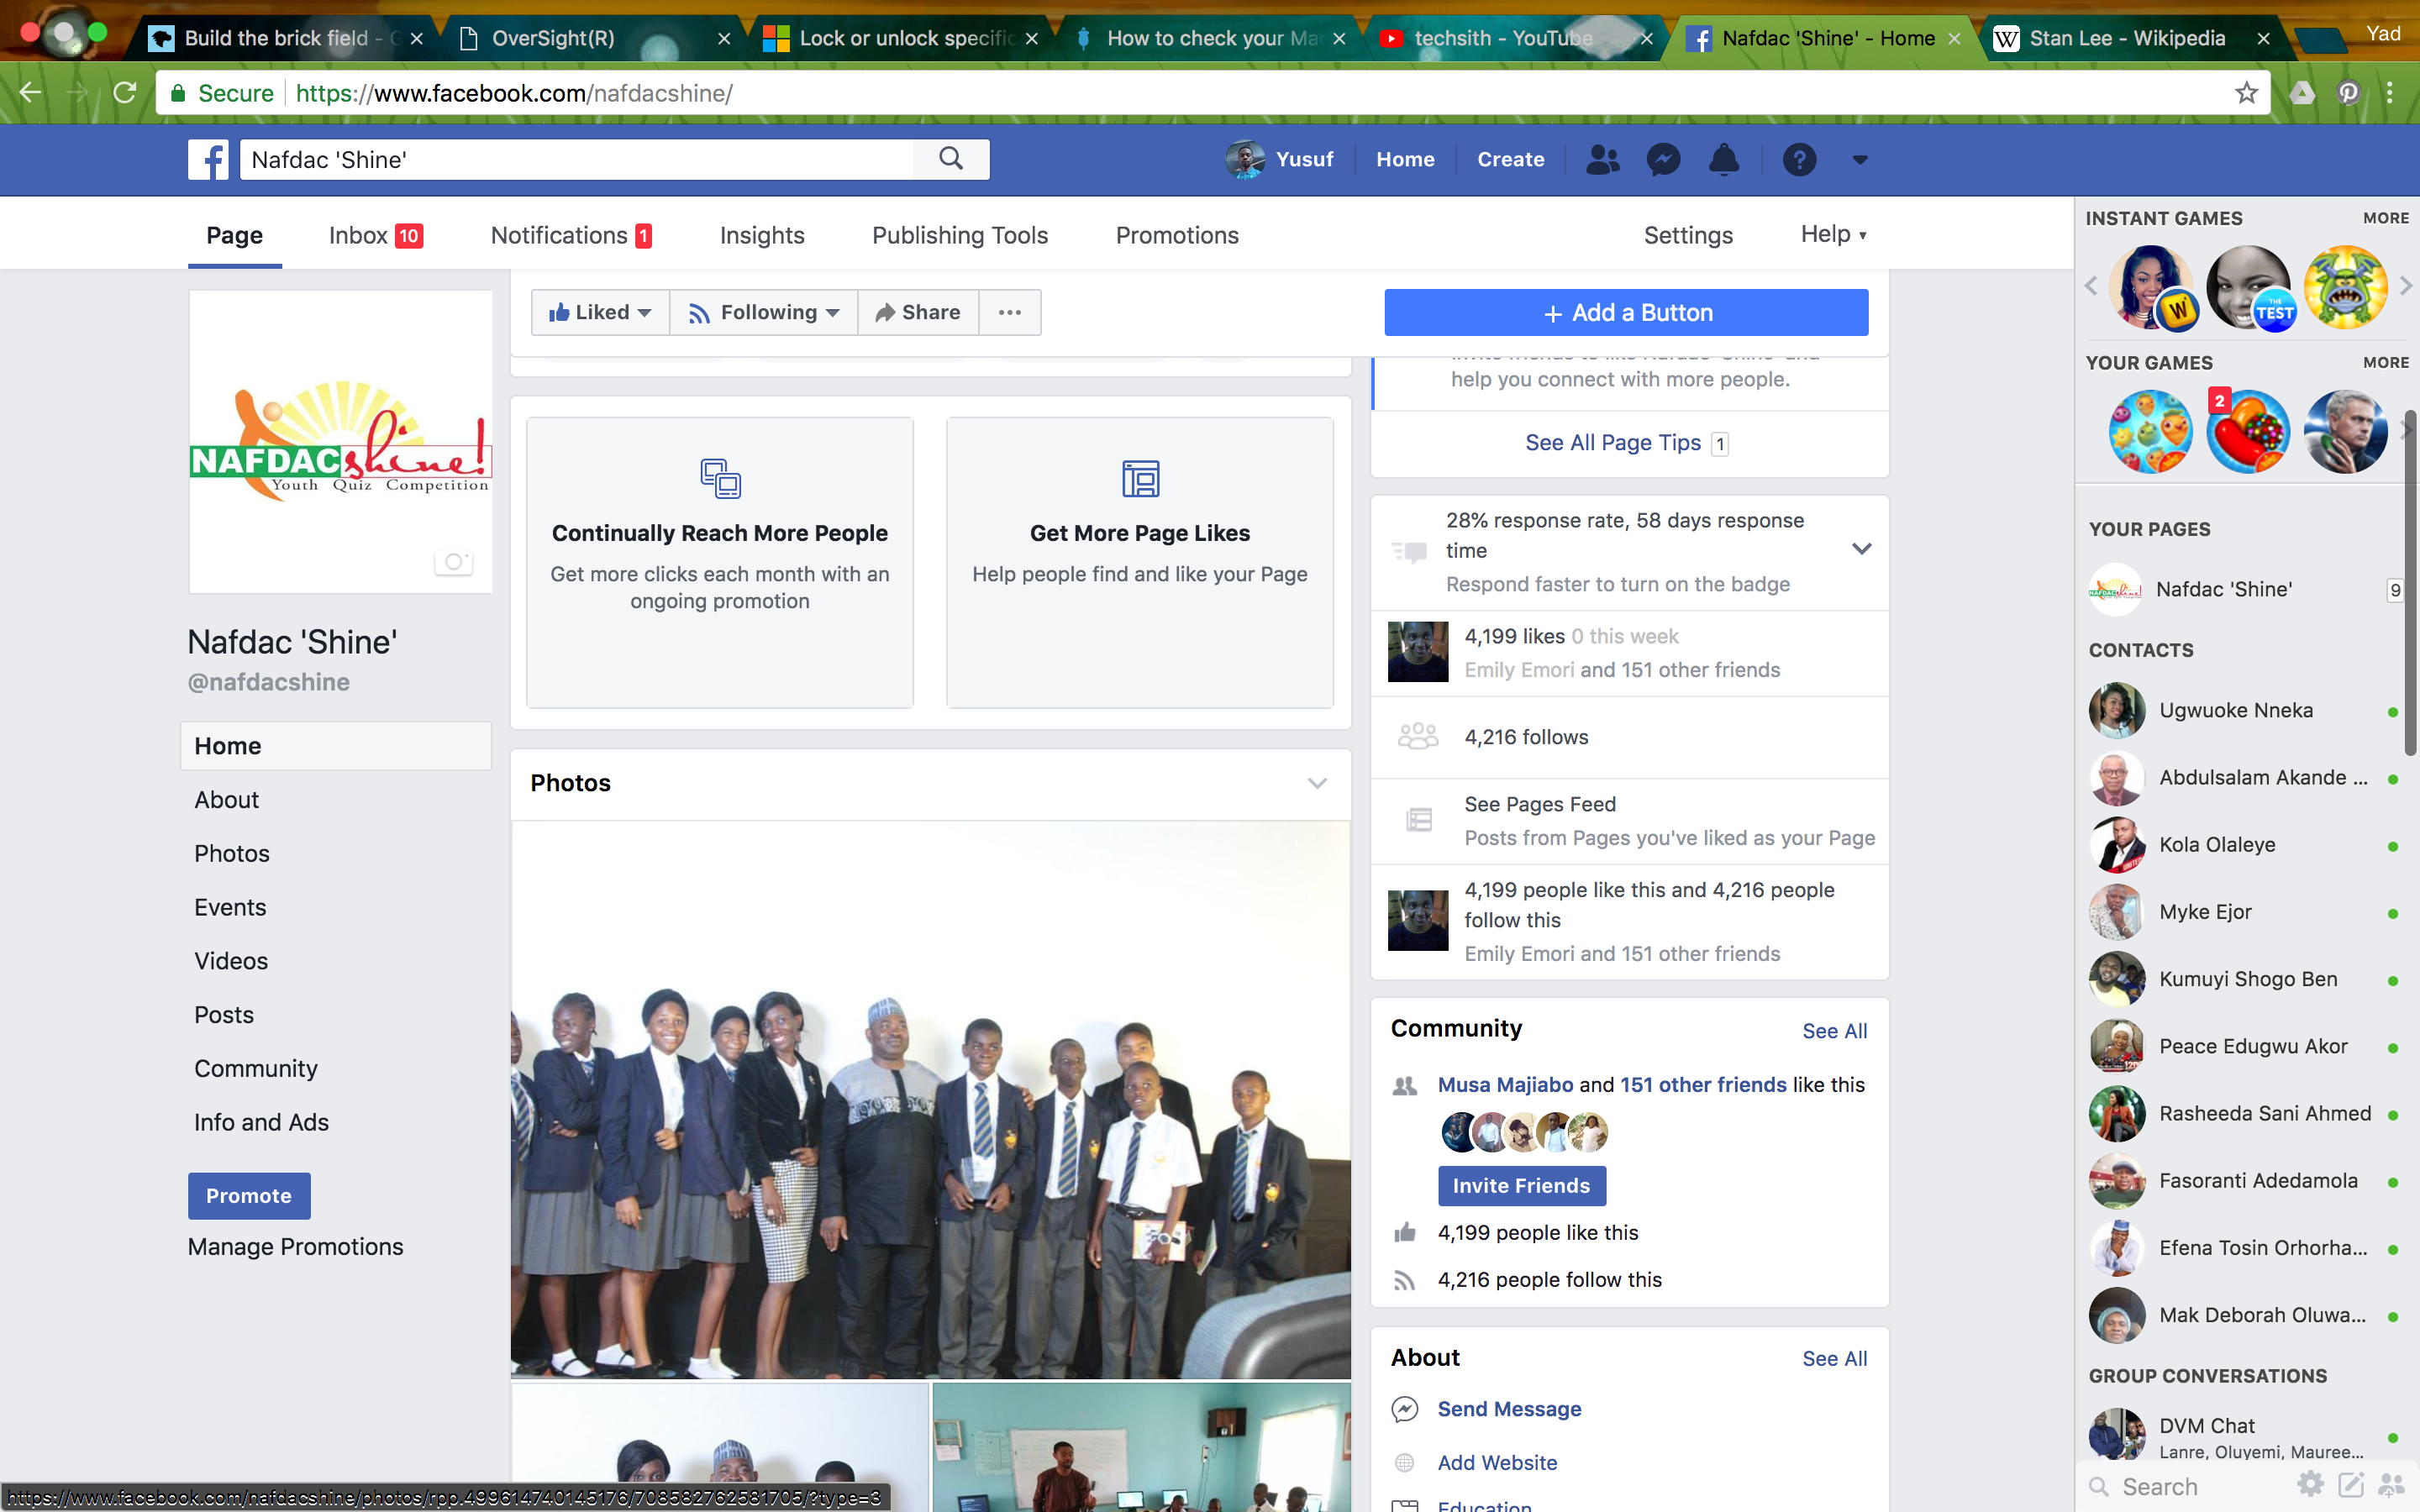 Build the brick field - G
OverSight(R)
Lock or unlock specific
How to check your Mac
techsith - YouTube
Nafdac 'Shine' - Home
Stan Lee - Wikipedia
Yad
Secure https://www.facebook.com/nafdacshine/
Nafdac 'Shine'
Yusuf
Home
Create
Page
Inbox 10
Notifications 1
Insights
Publishing Tools
Promotions
Settings
Help
NAFDAC shine!
Youth Quiz Competition
Nafdac 'Shine'
@nafdacshine
Home
About
Photos
Events
Videos
Posts
Community
Info and Ads
Promote
Manage Promotions
Liked
Following
Share
Add a Button
Continually Reach More People
Get more clicks each month with an
ongoing promotion
Get More Page Likes
Help people find and like your Page
Photos
help you connect with more people.
See All Page Tips 1
28% response rate, 58 days response
time
Respond faster to turn on the badge
4,199 likes 0 this week
Emily Emori and 151 other friends
4,216 follows
See Pages Feed
Posts from Pages you've liked as your Page
4,199 people like this and 4,216 people
follow this
Emily Emori and 151 other friends
Community
See All
Musa Majiabo and 151 other friends like this
Invite Friends
4,199 people like this
4,216 people follow this
About
See All
Send Message
Add Website
Education
INSTANT GAMES
MORE
W
THE
TEST
YOUR GAMES
MORE
2
YOUR PAGES
Nafdac 'Shine'
9
CONTACTS
Ugwuoke Nneka
Abdulsalam Akande ...
Kola Olaleye
Myke Ejor
Kumuyi Shogo Ben
Peace Edugwu Akor
Rasheeda Sani Ahmed
Fasoranti Adedamola
Efena Tosin Orhorha...
Mak Deborah Oluwa...
GROUP CONVERSATIONS
DVM Chat
Lanre, Oluyemi, Mauree...
Search
https://www.facebook.com/nafdacshine/photos/rpp.499614740145176/708582762581705/?type=3